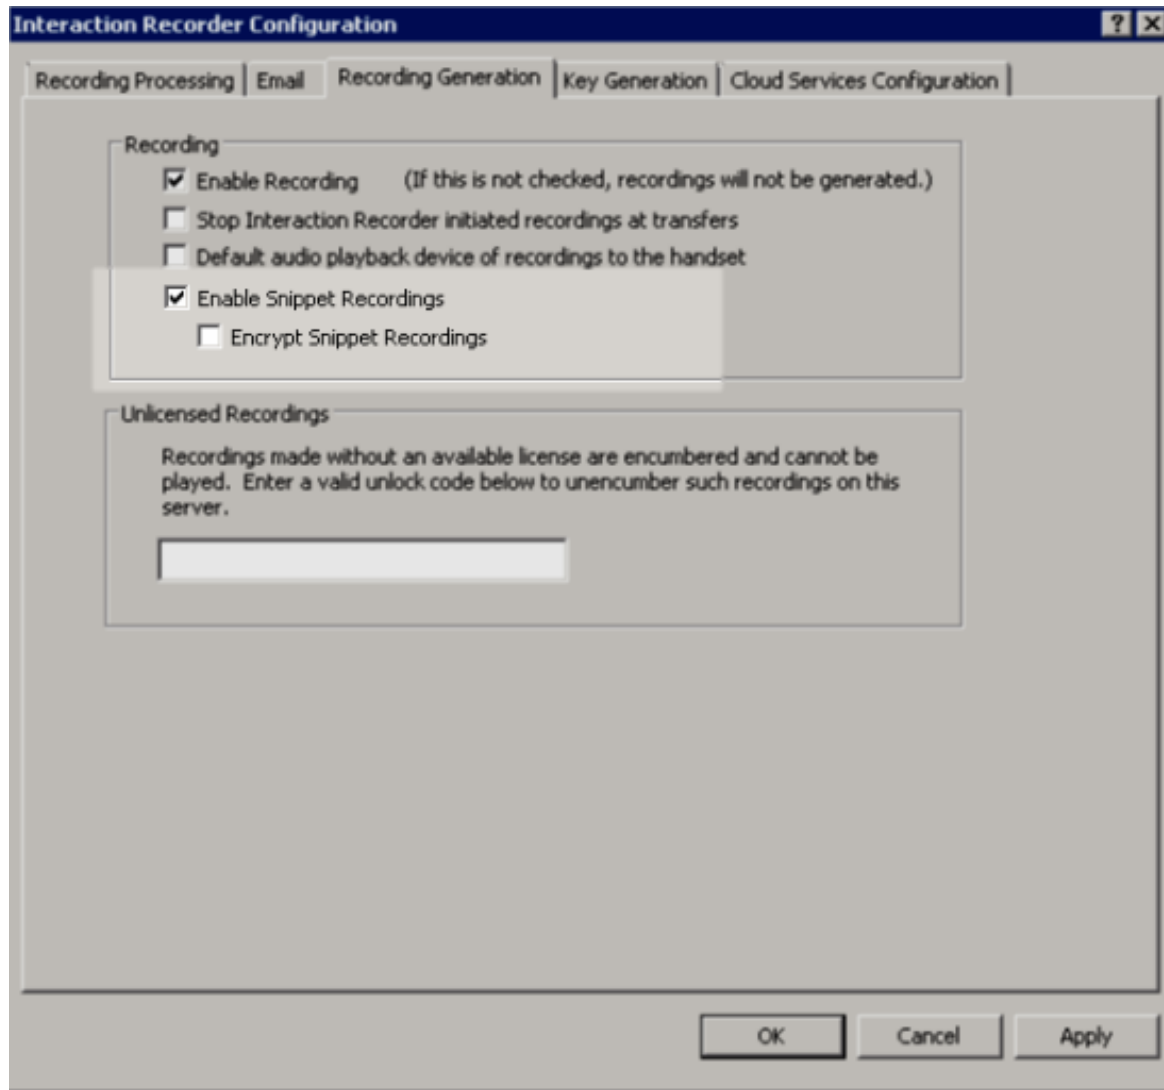 Interaction Recorder Configuration ? X
Recording Processing Email Recording Generation Key Generation Cloud Services Configuration
Recording
Enable Recording (If this is not checked, recordings will not be generated.)
Stop Interaction Recorder initiated recordings at transfers
Default audio playback device of recordings to the handset
Enable Snippet Recordings
Encrypt Snippet Recordings
Unlicensed Recordings
Recordings made without an available license are encumbered and cannot be
played. Enter a valid unlock code below to unencumber such recordings on this
server.
OK Cancel Apply